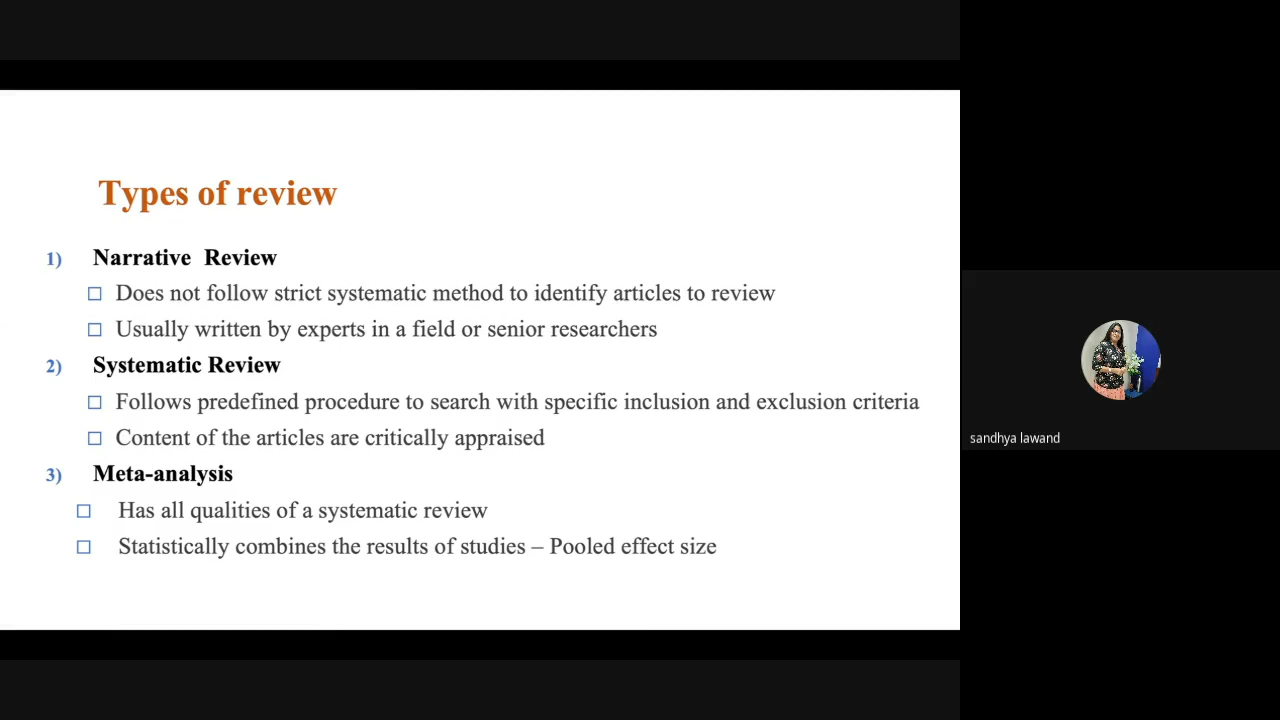 Types of review
1) Narrative Review
Does not follow strict systematic method to identify articles to review
Usually written by experts in a field or senior researchers
2) Systematic Review
Follows predefined procedure to search with specific inclusion and exclusion criteria
Content of the articles are critically appraised
3) Meta-analysis
Has all qualities of a systematic review
Statistically combines the results of studies – Pooled effect size
sandhya lawand